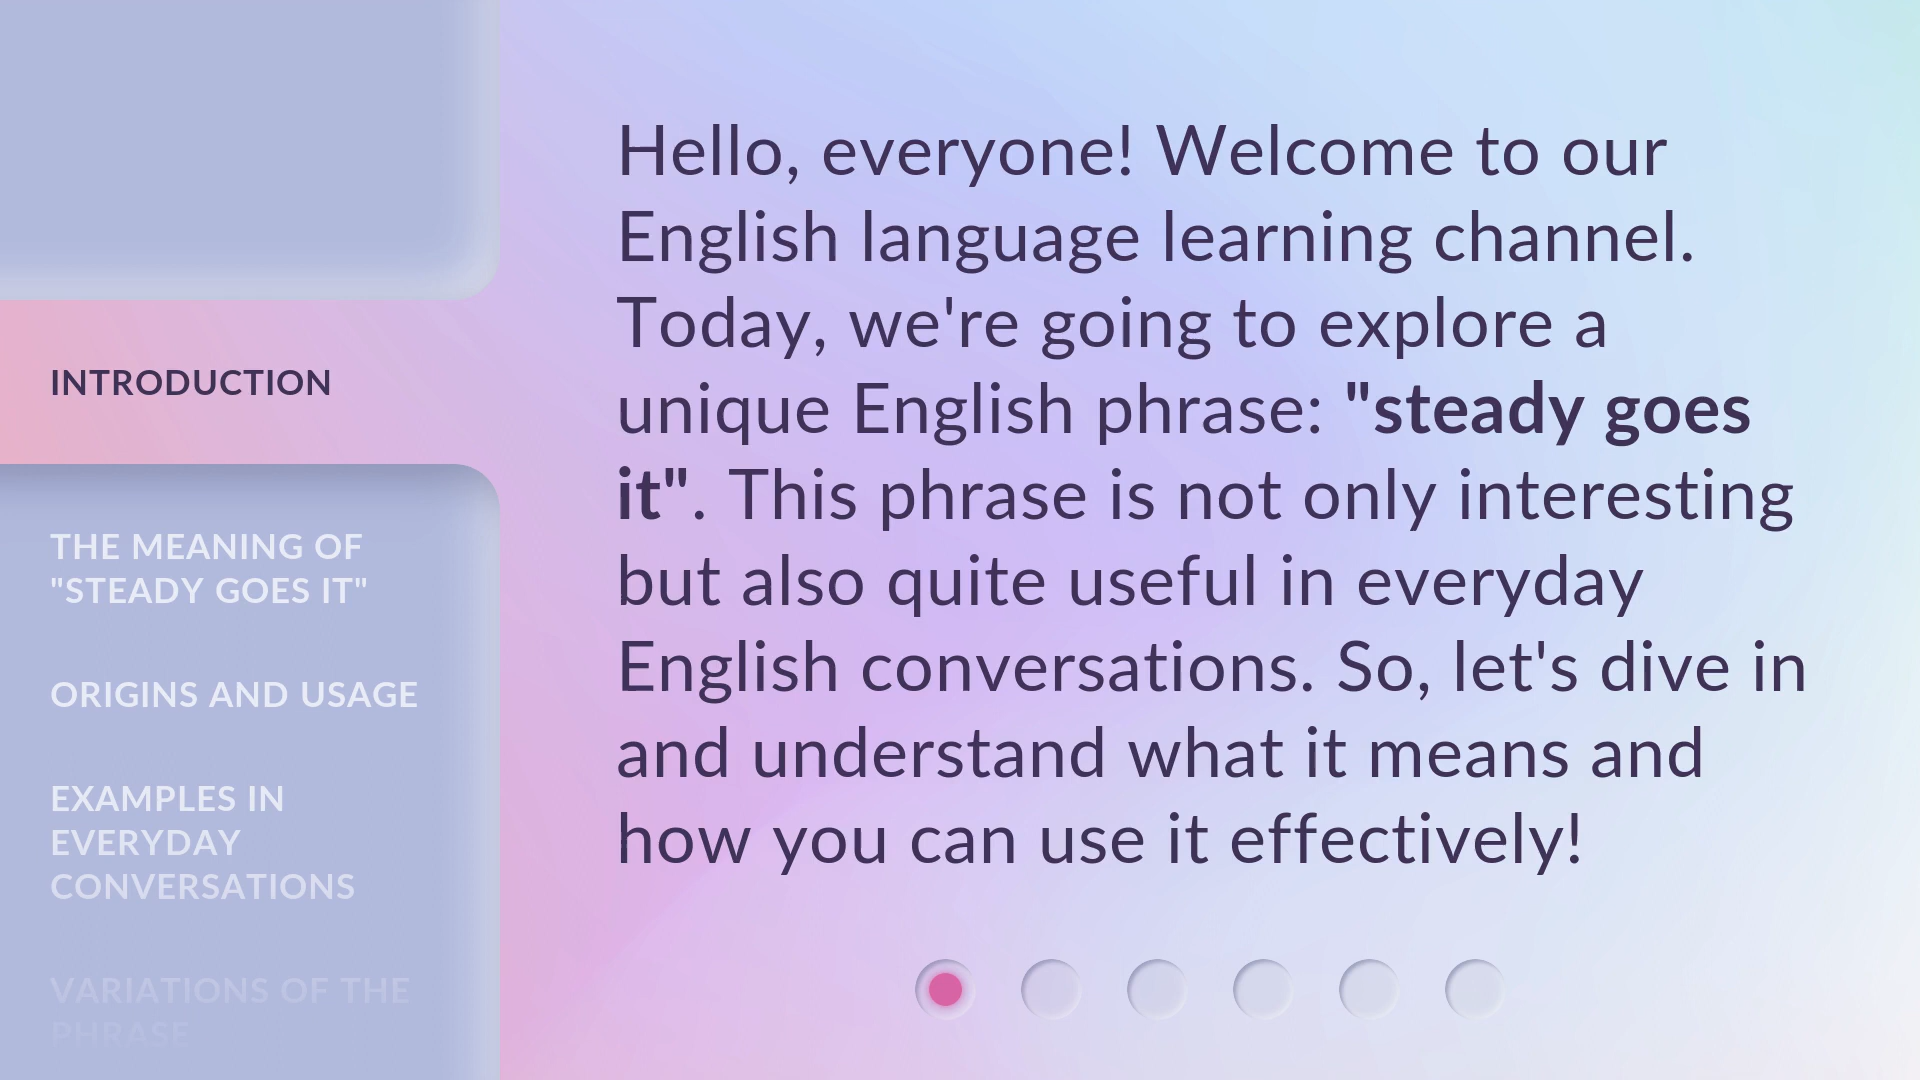 INTRODUCTION
THE MEANING OF
"STEADY GOES IT"
ORIGINS AND USAGE
EXAMPLES IN
EVERYDAY
CONVERSATIONS
VARIATIONS OF THE
PHRASE
Hello, everyone! Welcome to our
English language learning channel.
Today, we're going to explore a
unique English phrase: "steady goes
it". This phrase is not only interesting
but also quite useful in everyday
English conversations. So, let's dive in
and understand what it means and
how you can use it effectively!